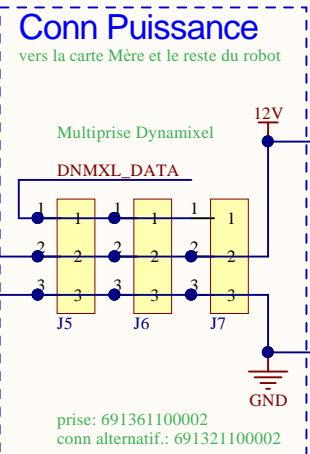 Conn Puissance
vers la carte Mère et le reste du robot
12V
Multiprise Dynamixel
DNMXL_DATA
1 1 1 1 1 1
2 2 2 2 2 2
3 3 3 3 3 3
J5 J6 J7
GND
prise: 691361100002
conn alternatif.: 691321100002